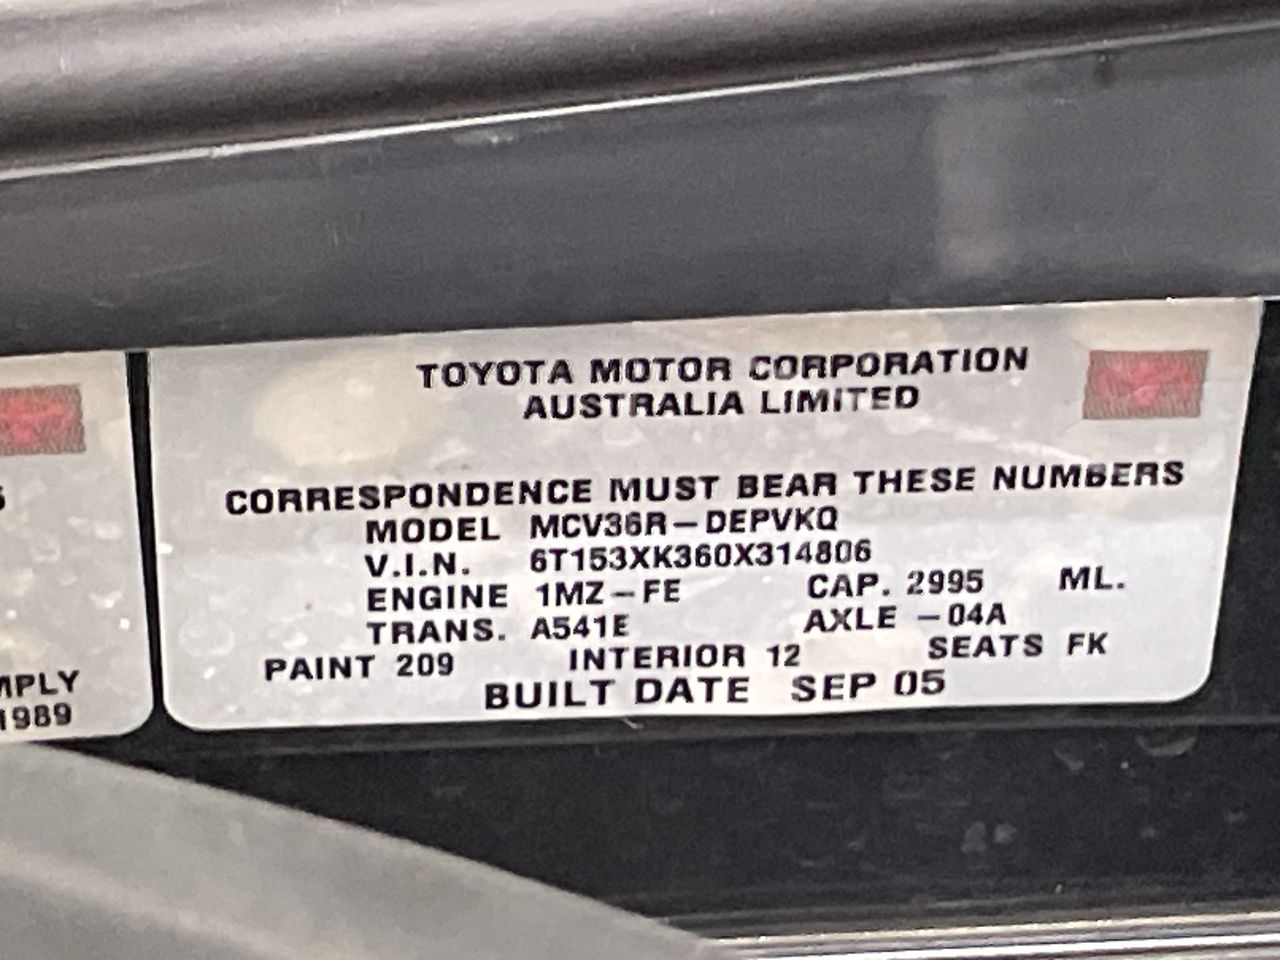 TOYOTA MOTOR CORPORATION
AUSTRALIA LIMITED
CORRESPONDENCE MUST BEAR THESE NUMBERS
MODEL MCV36R-DEPVKQ
V.I.N. 6T153XK360X314806
ENGINE 1MZ-FE CAP. 2995 ML.
TRANS. A541E AXLE -04A
PAINT 209 INTERIOR 12 SEATS FK
BUILT DATE SEP 05
1989